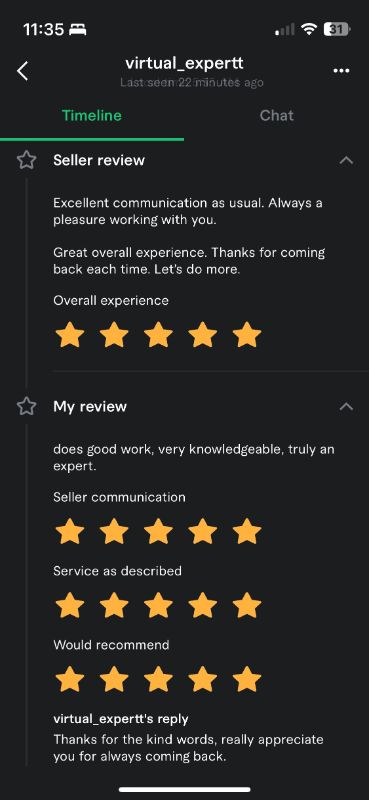 11:35
31
virtual_expertt
Last seen 22 minutes ago
Timeline
Chat
Seller review
Excellent communication as usual. Always a
pleasure working with you.
Great overall experience. Thanks for coming
back each time. Let's do more.
Overall experience
My review
does good work, very knowledgeable, truly an
expert.
Seller communication
Service as described
Would recommend
virtual_expertt's reply
Thanks for the kind words, really appreciate
you for always coming back.